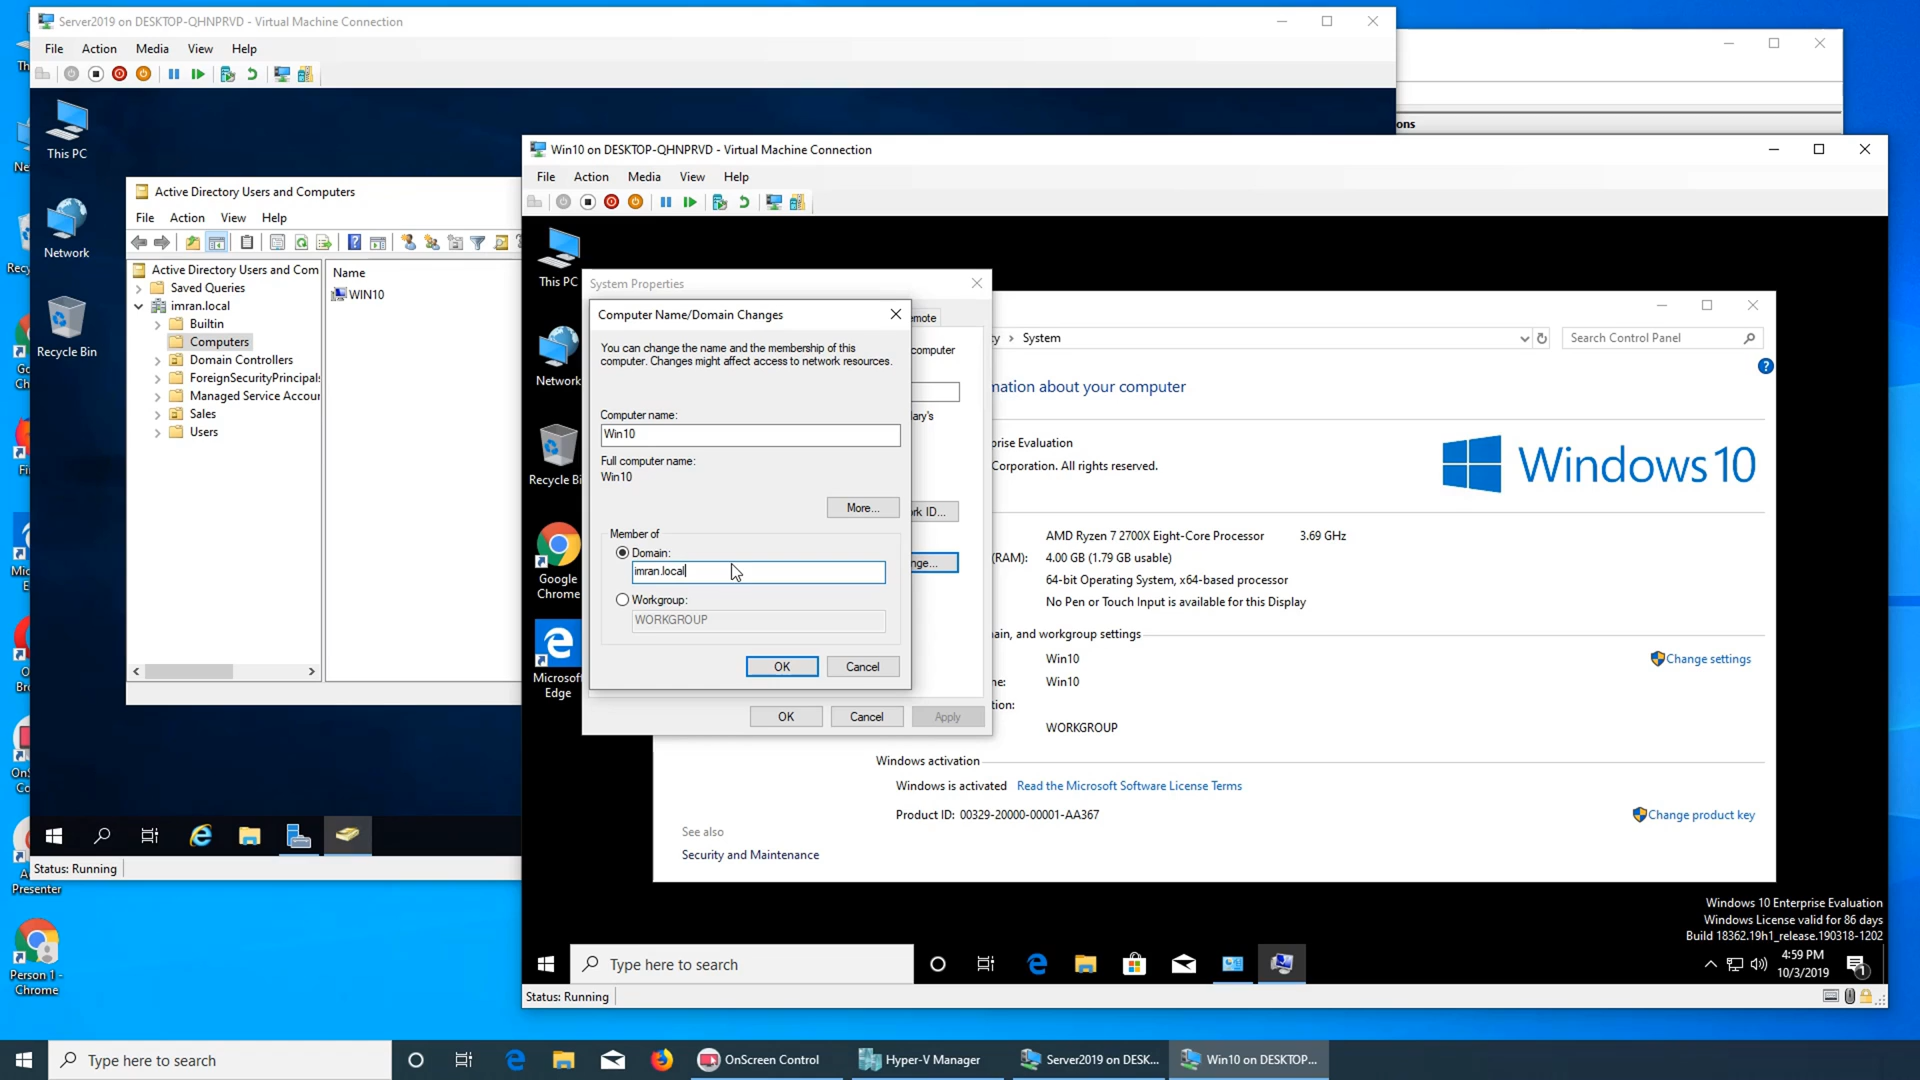 Server2019 on DESKTOP-QHNPRVD - Virtual Machine Connection
File Action Media View Help
This PC
Network
Recycle Bin
Active Directory Users and Computers
File Action View Help
Active Directory Users and Com
Saved Queries
imran.local
Builtin
Computers
Domain Controllers
ForeignSecurityPrincipals
Managed Service Accour
Sales
Users
Name
WIN10
Status: Running
ons
Win10 on DESKTOP-QHNPRVD - Virtual Machine Connection
File Action Media View Help
This PC
Network
Recycle Bi
Google
Chrome
Microsof
Edge
System Properties
emote
computer
ary's
rk ID...
nge...
OK Cancel Apply
Computer Name/Domain Changes
You can change the name and the membership of this
computer. Changes might affect access to network resources.
Computer name:
Win10
Full computer name:
Win10
More...
Member of
Domain:
imran.local
Workgroup:
WORKGROUP
OK Cancel
System
Search Control Panel
mation about your computer
prise Evaluation
Corporation. All rights reserved.
Windows 10
AMD Ryzen 7 2700X Eight-Core Processor 3.69 GHz
(RAM): 4.00 GB (1.79 GB usable)
64-bit Operating System, x64-based processor
No Pen or Touch Input is available for this Display
ain, and workgroup settings
Win10
Change settings
me: Win10
tion:
WORKGROUP
Windows activation
Windows is activated Read the Microsoft Software License Terms
Product ID: 00329-20000-00001-AA367
Change product key
See also
Security and Maintenance
Windows 10 Enterprise Evaluation
Windows License valid for 86 days
Build 18362.19h1_release.190318-1202
Type here to search
4:59 PM
10/3/2019
1
Status: Running
Presenter
Person 1 -
Chrome
Type here to search
OnScreen Control
Hyper-V Manager
Server2019 on DESK...
Win10 on DESKTOP...